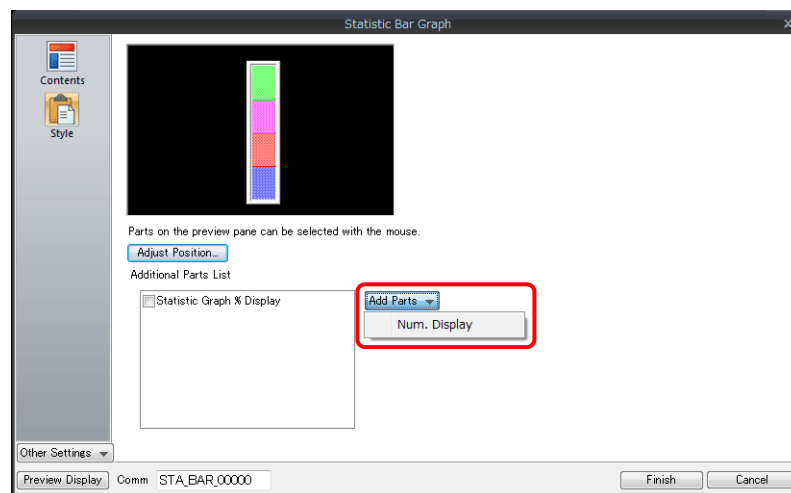 Statistic Bar Graph
Contents
Style
Parts on the preview pane can be selected with the mouse.
Adjust Position...
Additional Parts List
Statistic Graph % Display
Add Parts
Num. Display
Other Settings
Preview Display Comm STA_BAR_00000 Finish Cancel